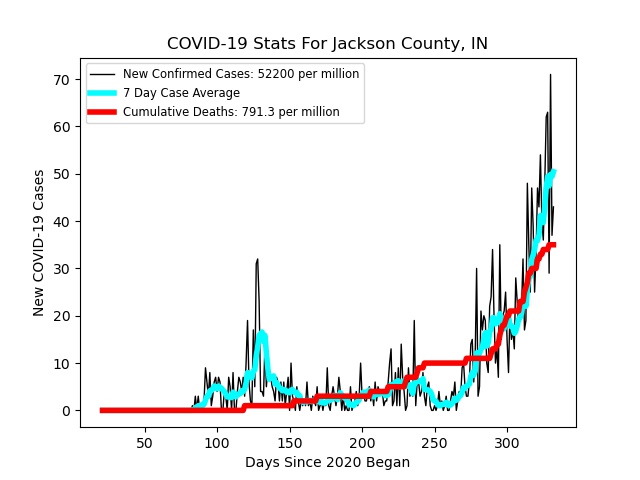 COVID-19 Stats For Jackson County, IN
New Confirmed Cases: 52200 per million
7 Day Case Average
Cumulative Deaths: 791.3 per million
New COVID-19 Cases
70
60
50
40
30
20
10
0
50 100 150 200 250 300
Days Since 2020 Began